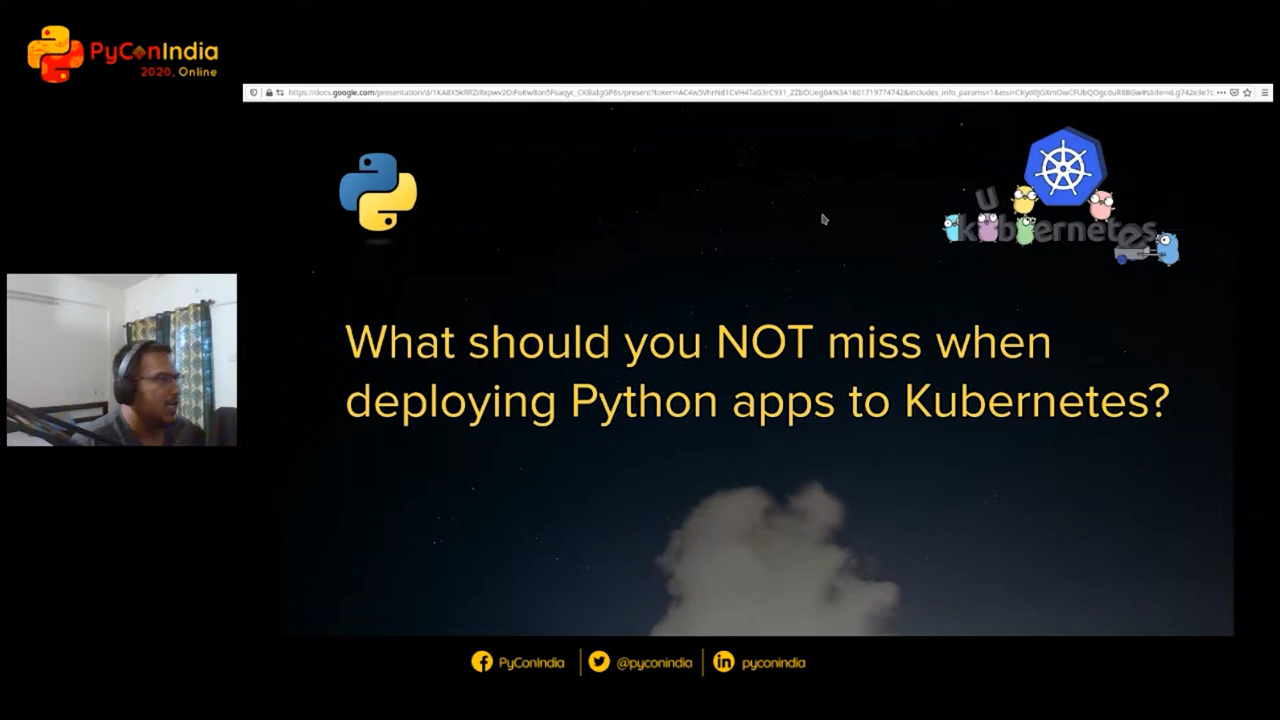 PyConIndia
2020, Online
u
kubernetes
What should you NOT miss when
deploying Python apps to Kubernetes?
PyConIndia
@pyconindia
pyconindia